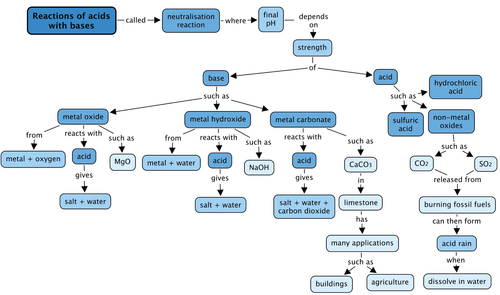 Reactions of acids
with bases
called
neutralisation
reaction
where
final
pH
depends
on
strength
of
base
acid
such as
such as
hydrochloric
acid
sulfuric
acid
non-metal
oxides
metal oxide
metal hydroxide
metal carbonate
from
reacts with
such as
from
reacts with
such as
reacts with
such as
such as
metal + oxygen
acid
MgO
metal + water
acid
NaOH
acid
CaCO3
CO2
SO2
gives
gives
gives
in
released from
salt + water
salt + water
salt + water +
carbon dioxide
limestone
burning fossil fuels
has
can then form
many applications
acid rain
such as
when
buildings
agriculture
dissolve in water